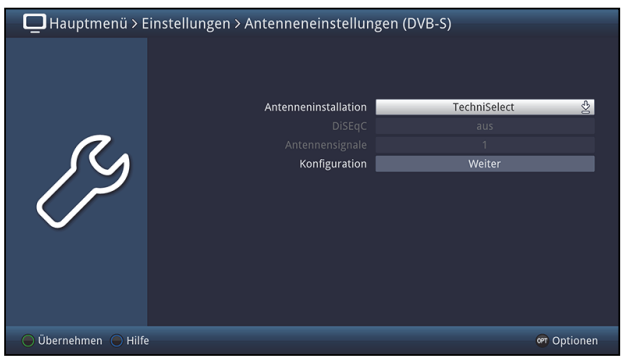 Hauptmenü > Einstellungen > Antenneneinstellungen (DVB-S)
Antenneninstallation TechniSelect
DiSEqC aus
Antennensignale 1
Konfiguration Weiter
Übernehmen Hilfe OPT Optionen